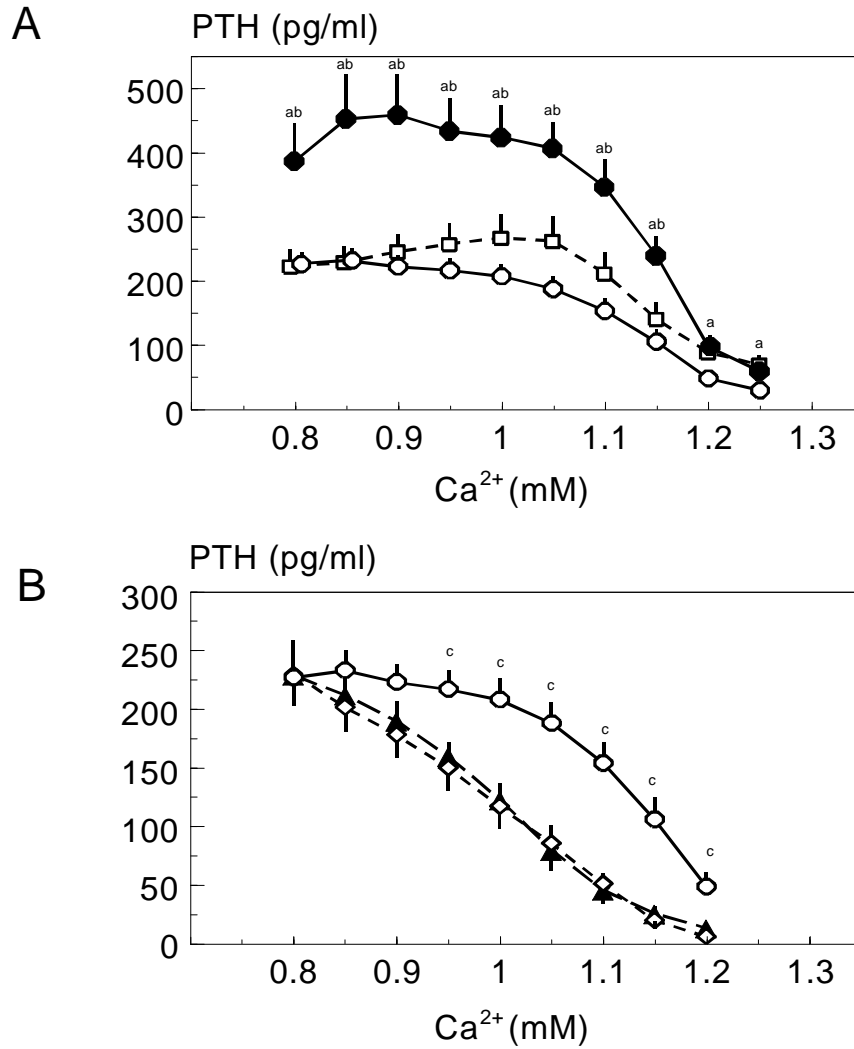 A
PTH (pg/ml)
500
400
300
200
100
0
ab ab ab ab ab ab ab ab a a
0.8 0.9 1 1.1 1.2 1.3
Ca²⁺ (mM)
B
PTH (pg/ml)
300
250
200
150
100
50
0
c c c c c c
0.8 0.9 1 1.1 1.2 1.3
Ca²⁺ (mM)